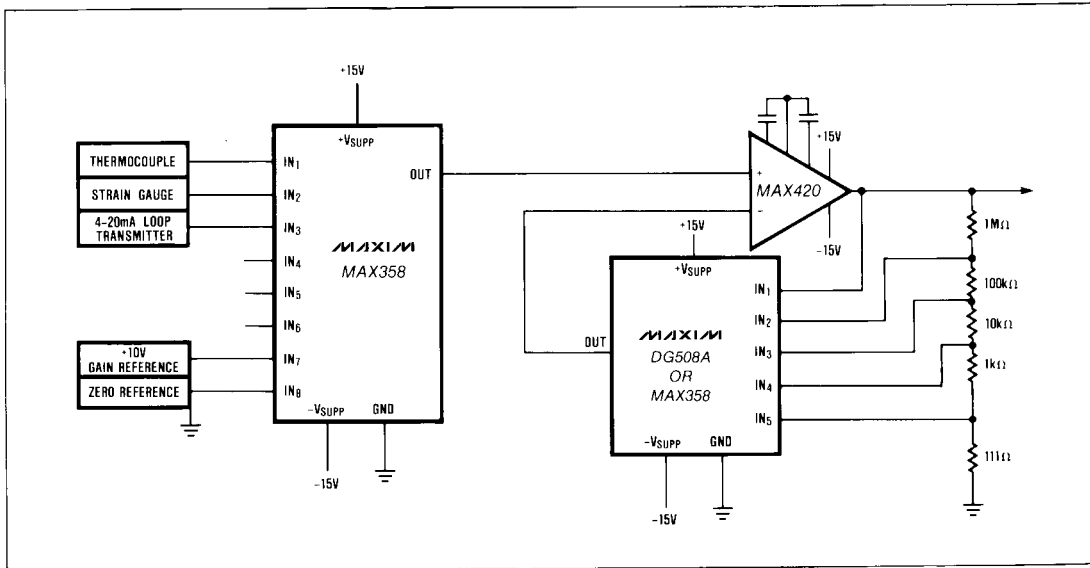 +15V
+VSUPP
THERMOCOUPLE
STRAIN GAUGE
4-20mA LOOP
TRANSMITTER
+10V
GAIN REFERENCE
ZERO REFERENCE
IN1
IN2
IN3
IN4
IN5
IN6
IN7
IN8
OUT
MAXIM
MAX358
-VSUPP
GND
-15V
+
-
MAX420
+15V
-15V
+15V
+VSUPP
OUT
MAXIM
DG508A
OR
MAX358
IN1
IN2
IN3
IN4
IN5
-VSUPP
GND
-15V
1MΩ
100kΩ
10kΩ
1kΩ
111Ω